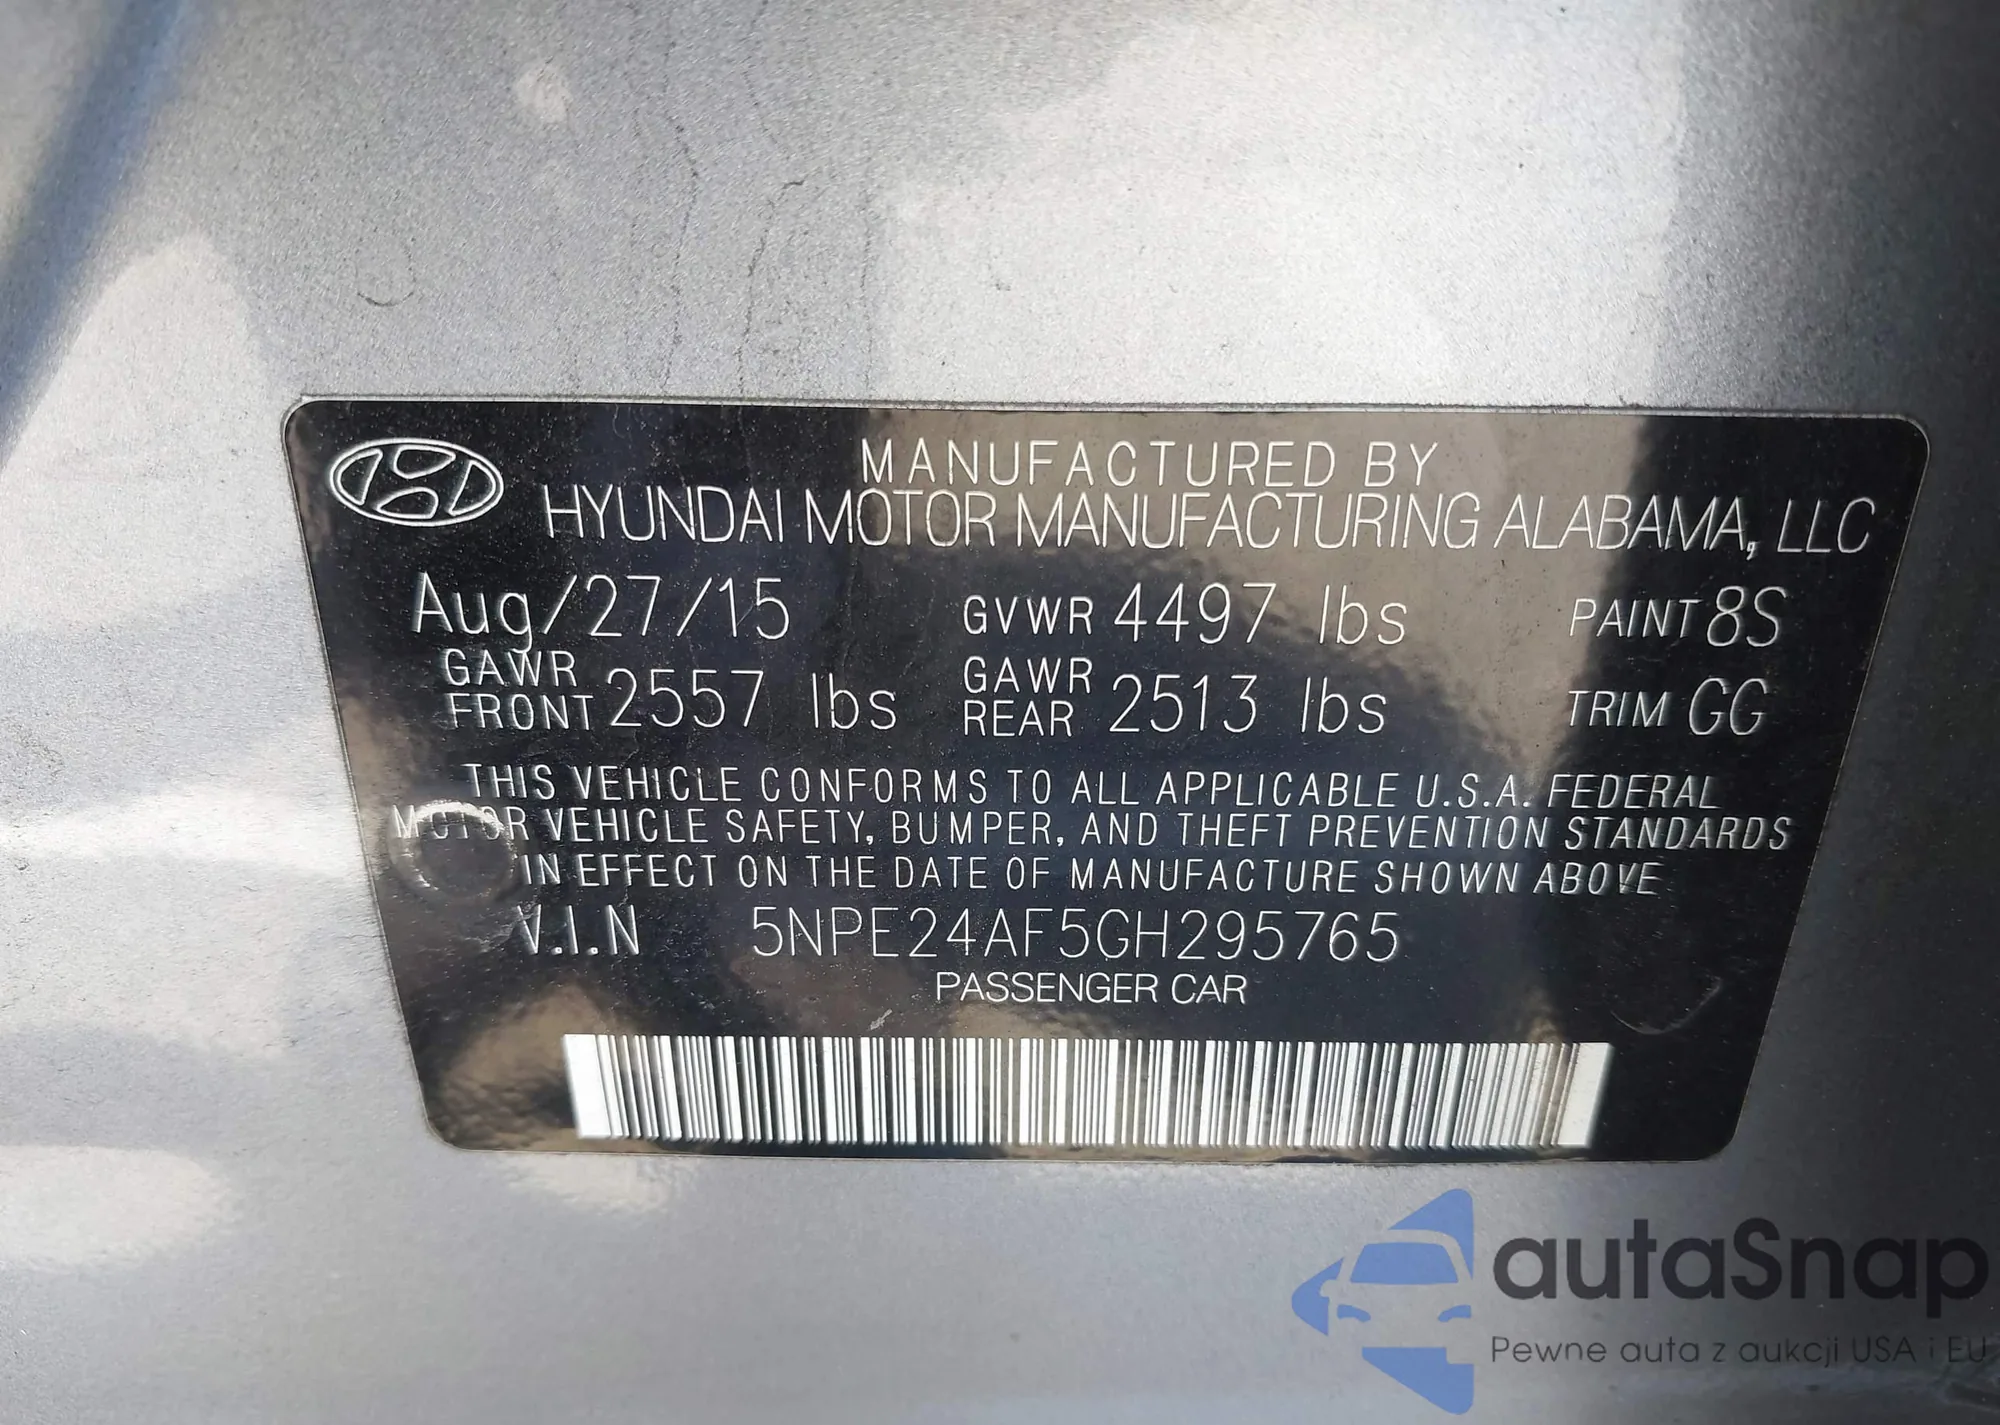 MANUFACTURED BY
HYUNDAI MOTOR MANUFACTURING ALABAMA, LLC
Aug/27/15 GVWR 4497 lbs PAINT 8S
GAWR FRONT 2557 lbs GAWR REAR 2513 lbs TRIM GG
THIS VEHICLE CONFORMS TO ALL APPLICABLE U.S.A. FEDERAL
MOTOR VEHICLE SAFETY, BUMPER, AND THEFT PREVENTION STANDARDS
IN EFFECT ON THE DATE OF MANUFACTURE SHOWN ABOVE
V.I.N 5NPE24AF5GH295765
PASSENGER CAR
autaSnap
Pewne auta z aukcji USA i EU